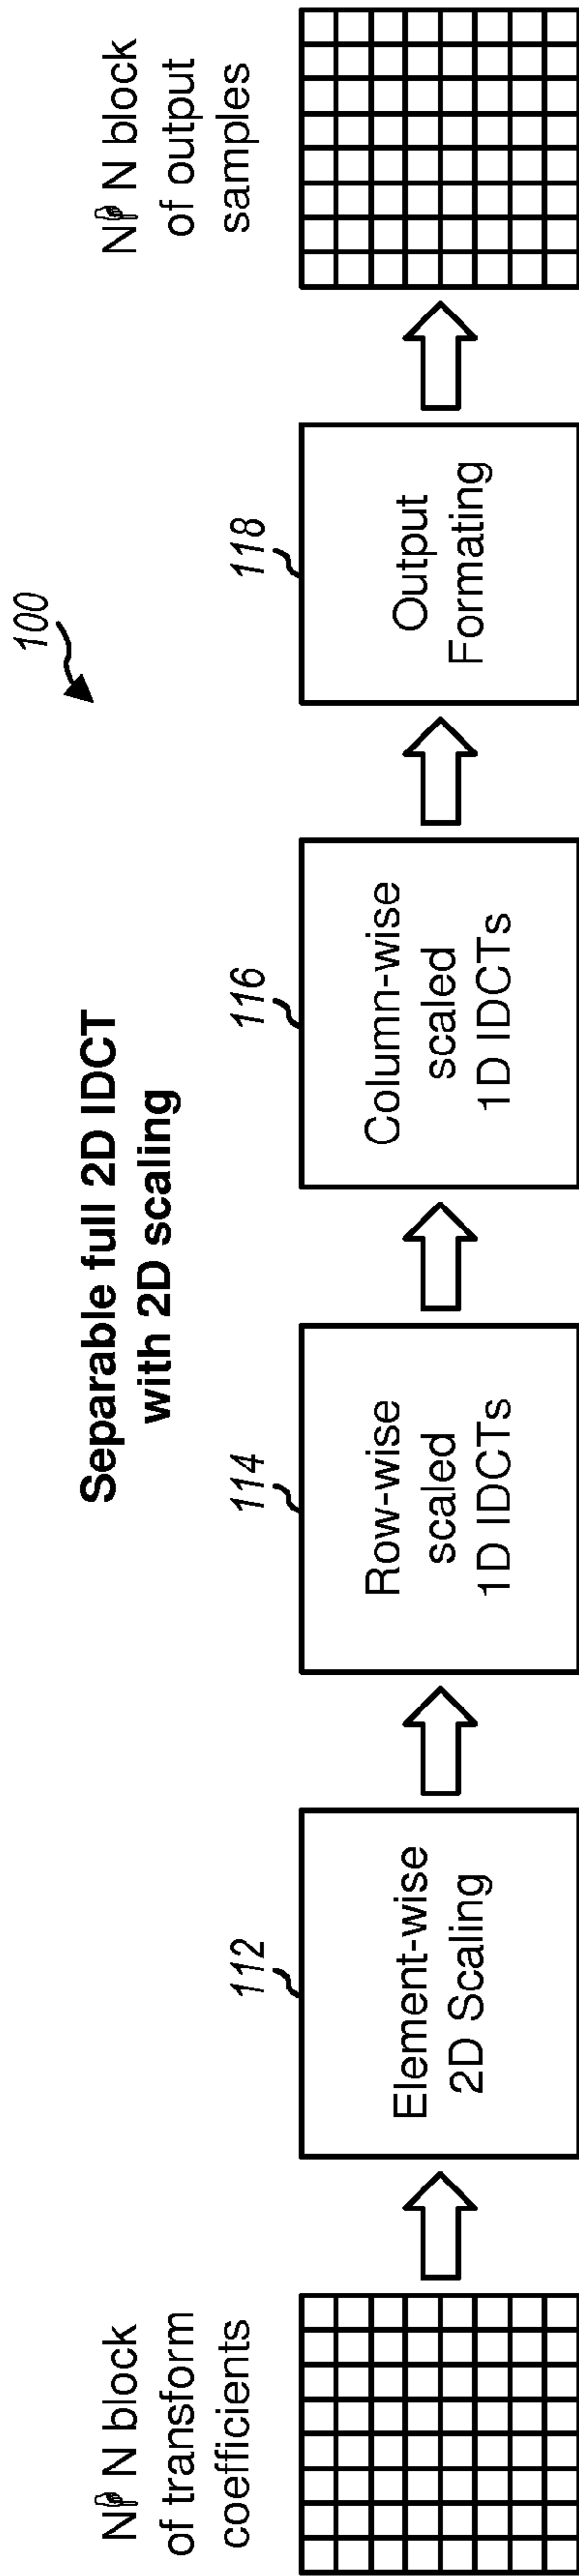 100
Separable full 2D IDCT
with 2D scaling
N☟ N block
of transform
coefficients
112
Element-wise
2D Scaling
114
Row-wise
scaled
1D IDCTs
116
Column-wise
scaled
1D IDCTs
118
Output
Formating
N☟ N block
of output
samples